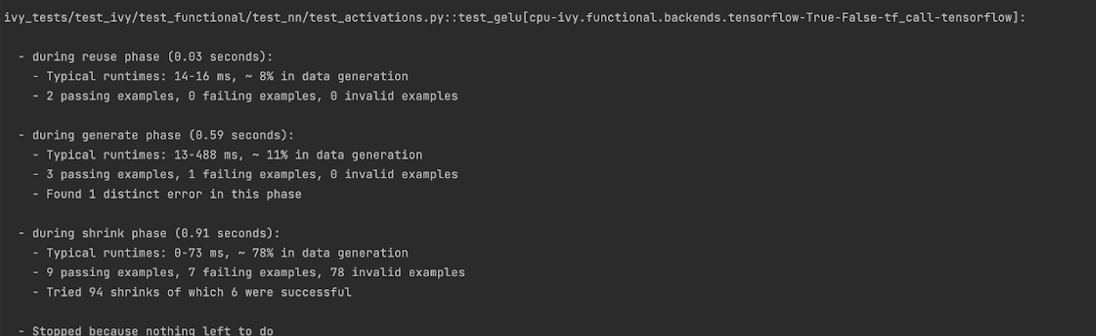 ivy_tests/test_ivy/test_functional/test_nn/test_activations.py::test_gelu[cpu-ivy.functional.backends.tensorflow-True-False-tf_call-tensorflow]:
- during reuse phase (0.03 seconds):
- Typical runtimes: 14-16 ms, ~ 8% in data generation
- 2 passing examples, 0 failing examples, 0 invalid examples
- during generate phase (0.59 seconds):
- Typical runtimes: 13-488 ms, ~ 11% in data generation
- 3 passing examples, 1 failing examples, 0 invalid examples
- Found 1 distinct error in this phase
- during shrink phase (0.91 seconds):
- Typical runtimes: 0-73 ms, ~ 78% in data generation
- 9 passing examples, 7 failing examples, 78 invalid examples
- Tried 94 shrinks of which 6 were successful
- Stopped because nothing left to do